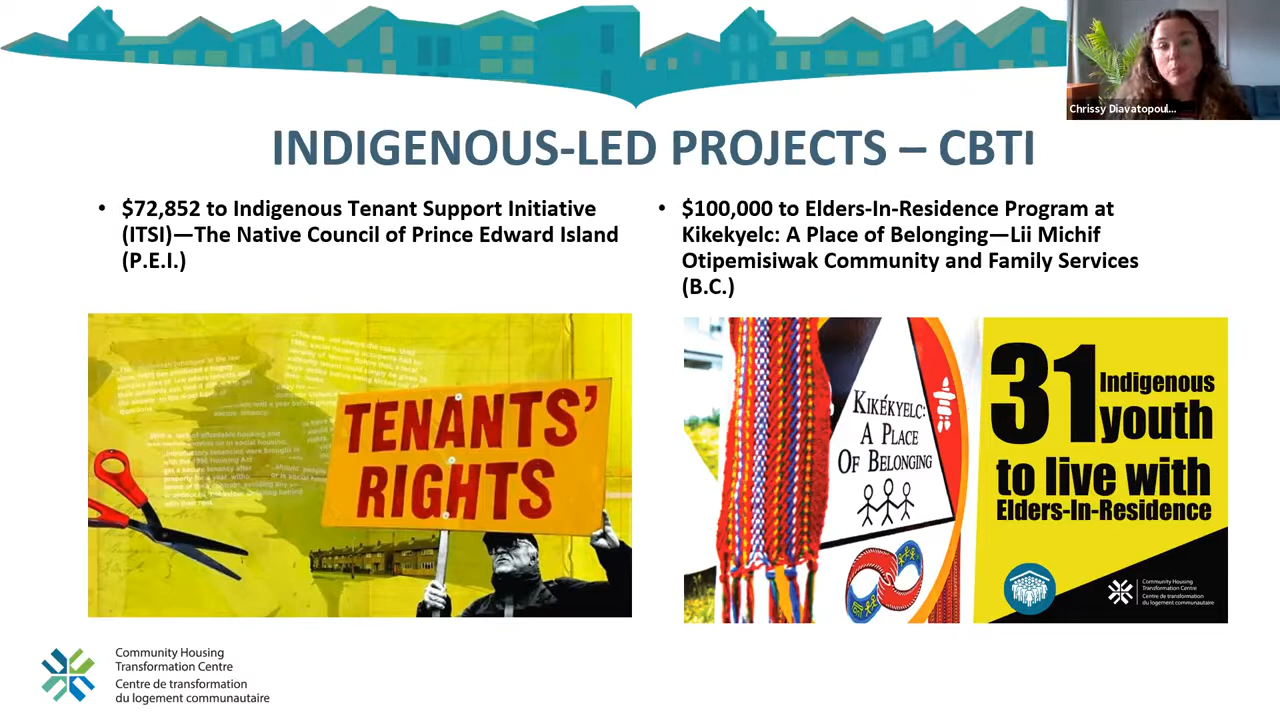 Chrissy Diavatopoul...
INDIGENOUS-LED PROJECTS – CBTI
• $72,852 to Indigenous Tenant Support Initiative
(ITSI)—The Native Council of Prince Edward Island
(P.E.I.)
• $100,000 to Elders-In-Residence Program at
Kikekyelc: A Place of Belonging—Lii Michif
Otipemisiwak Community and Family Services
(B.C.)
TENANTS'
RIGHTS
KIKÉKYELC:
A PLACE
OF BELONGING
31 Indigenous
youth
to live with
Elders-In-Residence
Community Housing
Transformation Centre
Centre de transformation
du logement communautaire
Community Housing
Transformation Centre
Centre de transformation
du logement communautaire